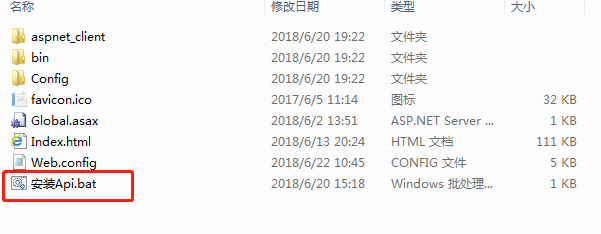 名称 修改日期 类型 大小
aspnet_client 2018/6/20 19:22 文件夹
bin 2018/6/20 19:22 文件夹
Config 2018/6/20 19:22 文件夹
favicon.ico 2017/6/5 11:14 图标 32 KB
Global.asax 2018/6/2 13:51 ASP.NET Server ... 1 KB
Index.html 2018/6/13 20:24 HTML 文档 111 KB
Web.config 2018/6/22 10:45 CONFIG 文件 5 KB
安装Api.bat 2018/6/20 15:18 Windows 批处理... 1 KB